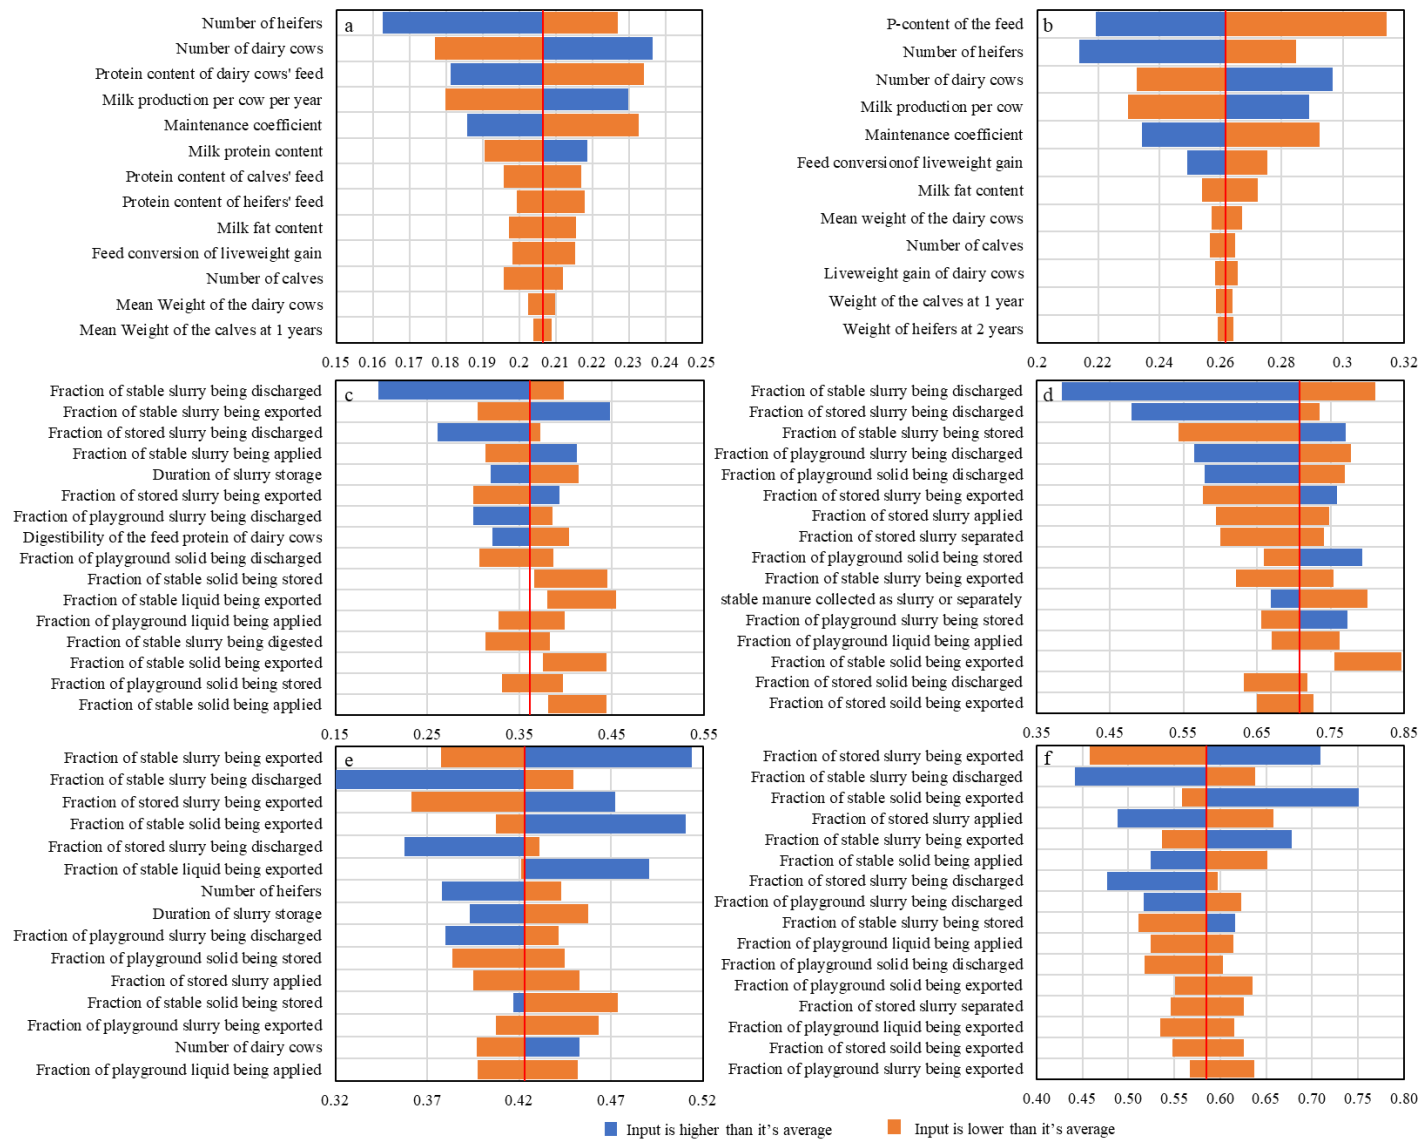 a
Number of heifers
Number of dairy cows
Protein content of dairy cows' feed
Milk production per cow per year
Maintenance coefficient
Milk protein content
Protein content of calves' feed
Protein content of heifers' feed
Milk fat content
Feed conversion of liveweight gain
Number of calves
Mean Weight of the dairy cows
Mean Weight of the calves at 1 years
0.15 0.16 0.17 0.18 0.19 0.2 0.21 0.22 0.23 0.24 0.25
b
P-content of the feed
Number of heifers
Number of dairy cows
Milk production per cow
Maintenance coefficient
Feed conversionof liveweight gain
Milk fat content
Mean weight of the dairy cows
Number of calves
Liveweight gain of dairy cows
Weight of the calves at 1 year
Weight of heifers at 2 years
0.2 0.22 0.24 0.26 0.28 0.3 0.32
c
Fraction of stable slurry being discharged
Fraction of stable slurry being exported
Fraction of stored slurry being discharged
Fraction of stable slurry being applied
Duration of slurry storage
Fraction of stored slurry being exported
Fraction of playground slurry being discharged
Digestibility of the feed protein of dairy cows
Fraction of playground solid being discharged
Fraction of stable solid being stored
Fraction of stable liquid being exported
Fraction of playground liquid being applied
Fraction of stable slurry being digested
Fraction of stable solid being exported
Fraction of playground solid being stored
Fraction of stable solid being applied
0.15 0.25 0.35 0.45 0.55
d
Fraction of stable slurry being discharged
Fraction of stored slurry being discharged
Fraction of stable slurry being stored
Fraction of playground slurry being discharged
Fraction of playground solid being discharged
Fraction of stored slurry being exported
Fraction of stored slurry applied
Fraction of stored slurry separated
Fraction of playground solid being stored
Fraction of stable slurry being exported
stable manure collected as slurry or separately
Fraction of playground slurry being stored
Fraction of playground liquid being applied
Fraction of stable solid being exported
Fraction of stored solid being discharged
Fraction of stored soild being exported
0.35 0.45 0.55 0.65 0.75 0.85
e
Fraction of stable slurry being exported
Fraction of stable slurry being discharged
Fraction of stored slurry being exported
Fraction of stable solid being exported
Fraction of stored slurry being discharged
Fraction of stable liquid being exported
Number of heifers
Duration of slurry storage
Fraction of playground slurry being discharged
Fraction of playground solid being stored
Fraction of stored slurry applied
Fraction of stable solid being stored
Fraction of playground slurry being exported
Number of dairy cows
Fraction of playground liquid being applied
0.32 0.37 0.42 0.47 0.52
f
Fraction of stored slurry being exported
Fraction of stable slurry being discharged
Fraction of stable solid being exported
Fraction of stored slurry applied
Fraction of stable slurry being exported
Fraction of stable solid being applied
Fraction of stored slurry being discharged
Fraction of playground slurry being discharged
Fraction of stable slurry being stored
Fraction of playground liquid being applied
Fraction of playground solid being discharged
Fraction of playground solid being exported
Fraction of stored slurry separated
Fraction of playground liquid being exported
Fraction of stored soild being exported
Fraction of playground slurry being exported
0.40 0.45 0.50 0.55 0.60 0.65 0.70 0.75 0.80
Input is higher than it's average
Input is lower than it's average